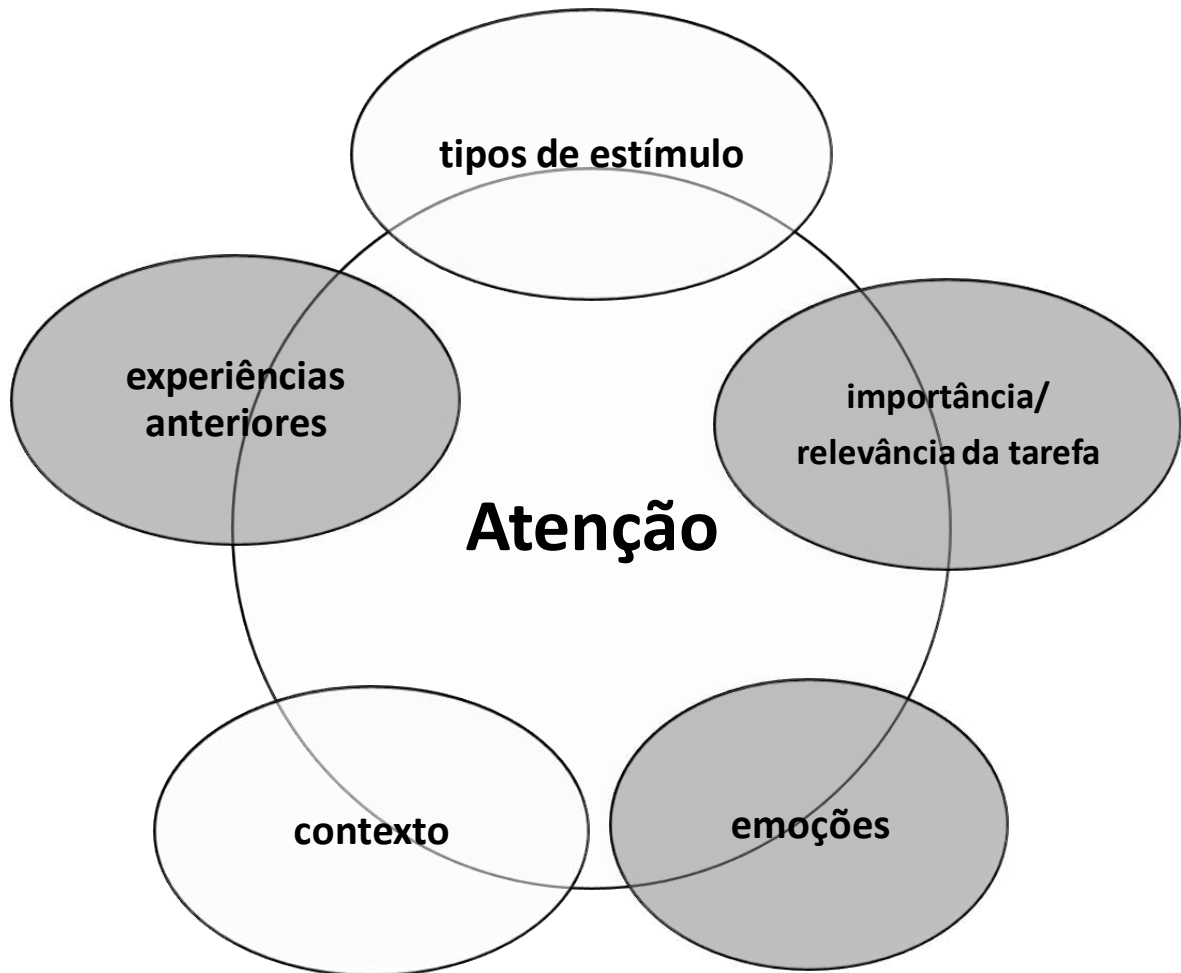 tipos de estímulo
experiências
anteriores
importância/
relevância da tarefa
Atenção
contexto
emoções